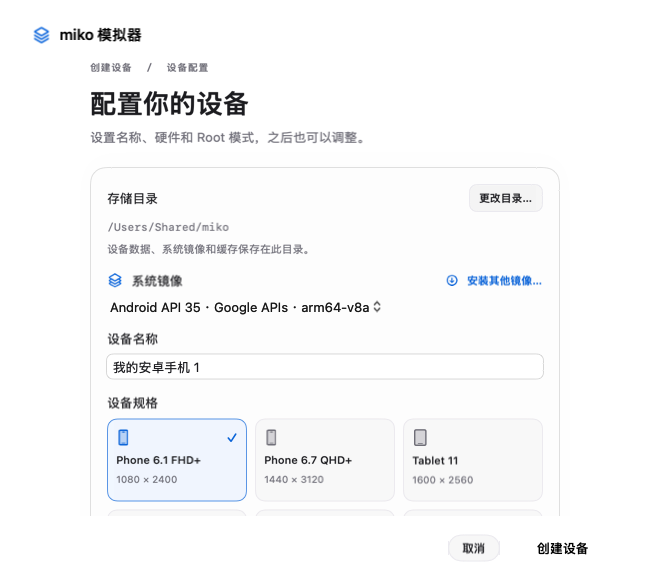 miko 模拟器
创建设备 / 设备配置
配置你的设备
设置名称、硬件和 Root 模式，之后也可以调整。
存储目录
更改目录...
/Users/Shared/miko
设备数据、系统镜像和缓存保存在此目录。
系统镜像
安装其他镜像...
Android API 35 · Google APIs · arm64-v8a
设备名称
我的安卓手机 1
设备规格
Phone 6.1 FHD+
1080 × 2400
Phone 6.7 QHD+
1440 × 3120
Tablet 11
1600 × 2560
取消
创建设备